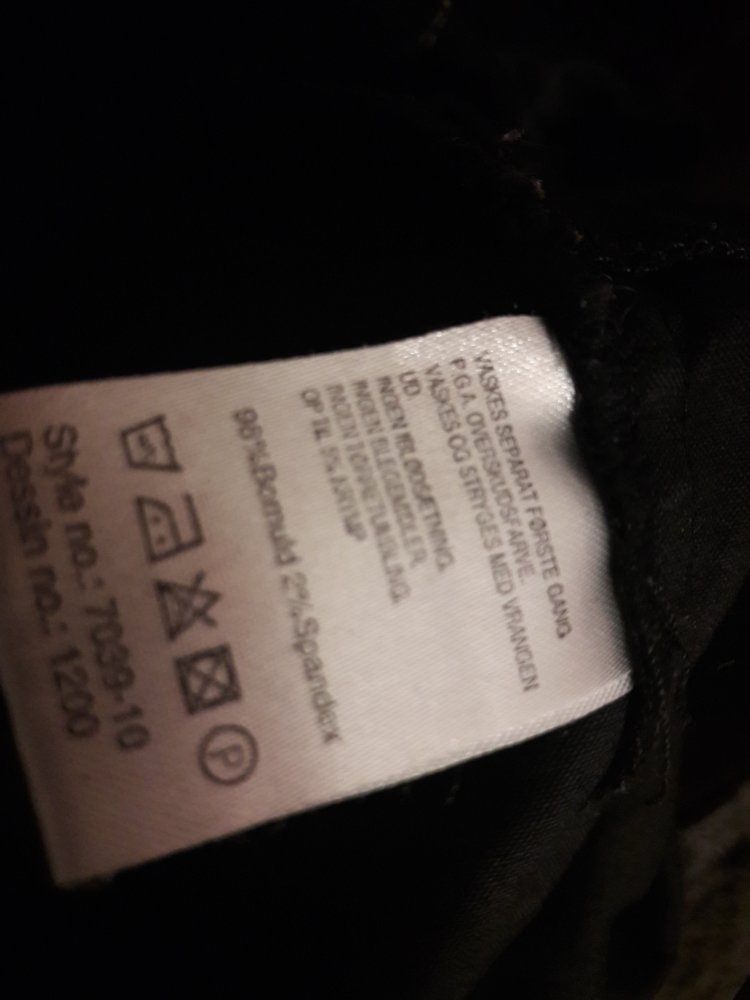 VASKES SEPARAT FØRSTE GANG
P.G.A. OVERSKUDSFARVE.
VASKES OG STRYGES MED VRANGEN
UD.
INGEN IBLØDSÆTNING.
INGEN BLEGEMIDLER.
INGEN TØRRETUMBLING.
OP TIL 5% KRYMP
98%Bomuld 2%Spandex
P
Style no.: 7039-10
Dessin no.: 1200